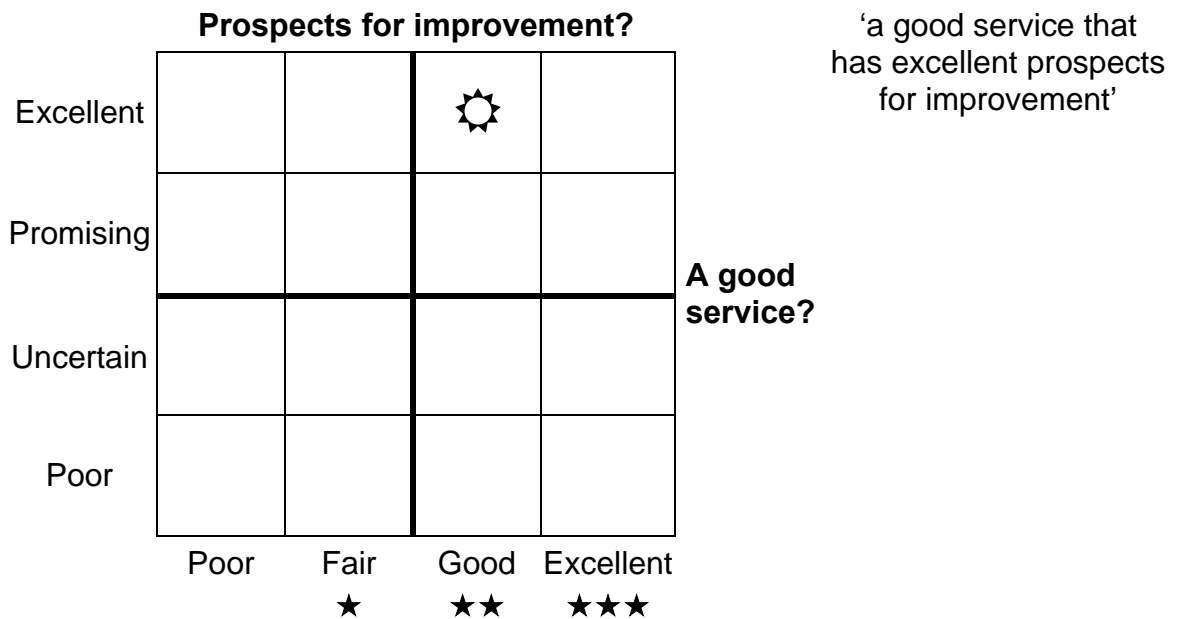 Prospects for improvement?
‘a good service that
has excellent prospects
for improvement’
Excellent
Promising
A good
service?
Uncertain
Poor
Poor Fair Good Excellent
★ ★★ ★★★